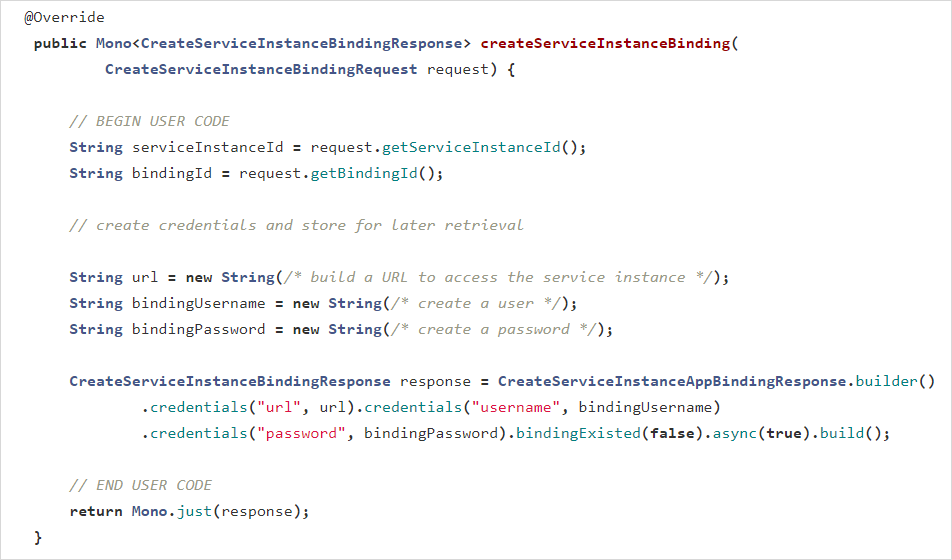 @Override
public Mono<CreateServiceInstanceBindingResponse> createServiceInstanceBinding(
CreateServiceInstanceBindingRequest request) {
// BEGIN USER CODE
String serviceInstanceId = request.getServiceInstanceId();
String bindingId = request.getBindingId();
// create credentials and store for later retrieval
String url = new String(/* build a URL to access the service instance */);
String bindingUsername = new String(/* create a user */);
String bindingPassword = new String(/* create a password */);
CreateServiceInstanceBindingResponse response = CreateServiceInstanceAppBindingResponse.builder()
.credentials("url", url).credentials("username", bindingUsername)
.credentials("password", bindingPassword).bindingExisted(false).async(true).build();
// END USER CODE
return Mono.just(response);
}